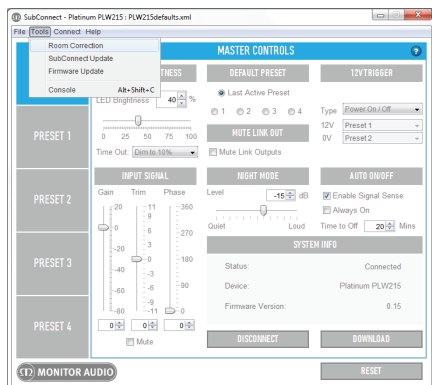 SubConnect - Platinum PLW215 : PLW215defaults.xml
File Tools Connect Help
Room Correction
SubConnect Update
Firmware Update
Console Alt+Shift+C
MASTER CONTROLS
?
PRESET 1
PRESET 2
PRESET 3
PRESET 4
TNESS
LED Brightness 40 %
0 25 50 75 100
Time Out: Dim to 10%
DEFAULT PRESET
Last Active Preset
1 2 3 4
MUTE LINK OUT
Mute Link Outputs
12V TRIGGER
Type Power On / Off
12V Preset 1
0V Preset 2
INPUT SIGNAL
Gain Trim Phase
20 11 360
9
6
0 3 270
-20
0 180
-40
-3
-6 90
-60
-9
-80 -11 0
0 0 0
Mute
NIGHT MODE
Level -15 dB
Quiet Loud
AUTO ON/OFF
Enable Signal Sense
Always On
Time to Off 20 Mins
SYSTEM INFO
Status: Connected
Device: Platinum PLW215
Firmware Version: 0.15
DISCONNECT DOWNLOAD
MONITOR AUDIO
RESET